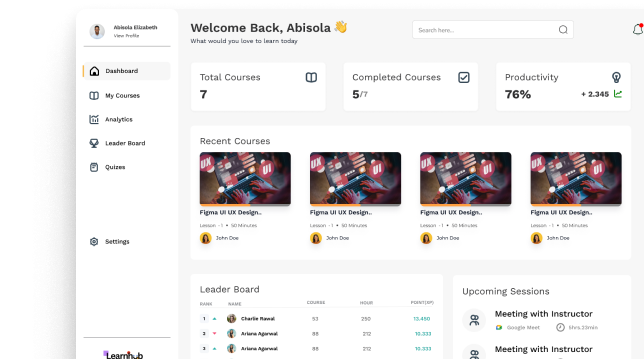 Abisola Elizabeth
View Profile
Dashboard
My Courses
Analytics
Leader Board
Quizes
Settings
Learnhub
Welcome Back, Abisola 👋
What would you love to learn today
Search here...
Total Courses
7
Completed Courses
5/7
Productivity
76%
+ 2.345
Recent Courses
UX UI
UX UI
UX UI
UX UI
Figma UI UX Design..
Figma UI UX Design..
Figma UI UX Design..
Figma UI UX Design..
Lesson - 1 • 50 Minutes
Lesson - 1 • 50 Minutes
Lesson - 1 • 50 Minutes
Lesson - 1 • 50 Minutes
John Doe
John Doe
John Doe
John Doe
Leader Board
RANK NAME COURSE HOUR POINT(XP)
1 Charlie Rawal 53 250 13.450
2 Ariana Agarwal 88 212 10.333
3 Ariana Agarwal 88 212 10.333
Upcoming Sessions
Meeting with Instructor
Google Meet 5hrs.23min
Meeting with Instructor